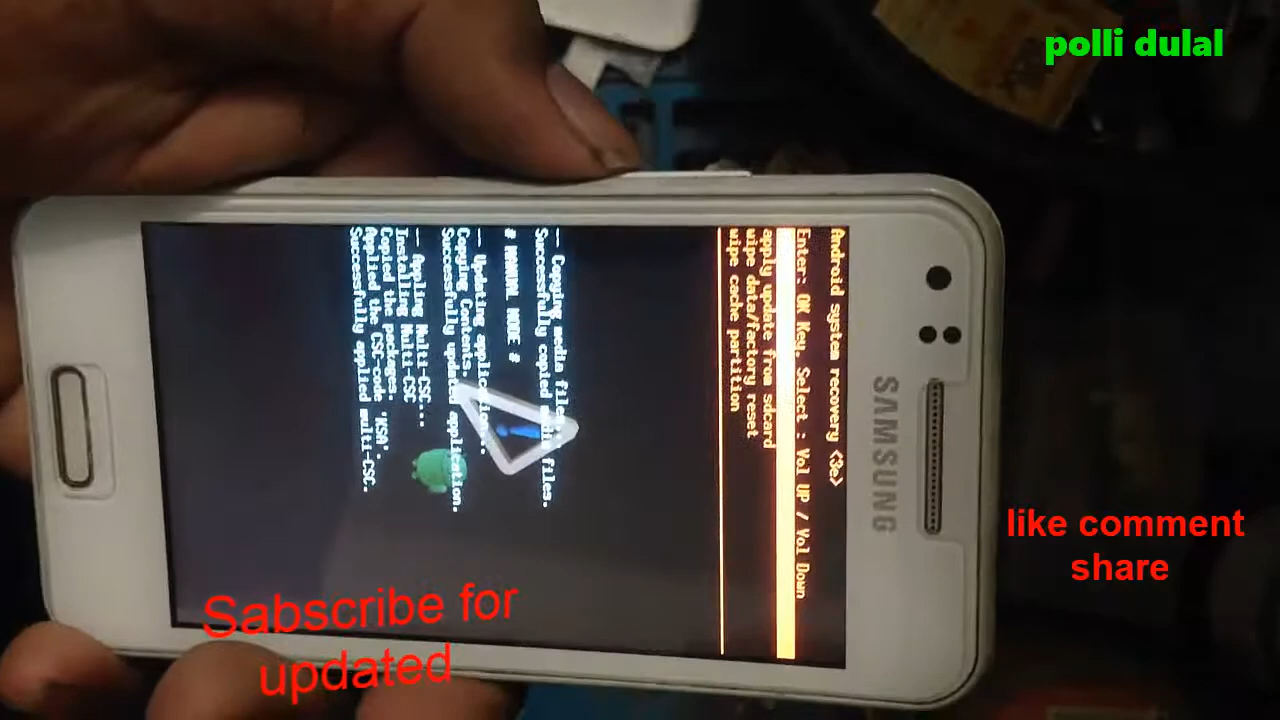 polli dulal
SAMSUNG
Android system recovery <3e>
Enter: OK Key, Select : Vol UP / Vol Down
apply update from sdcard
wipe data/factory reset
wipe cache partition
-- Copying media files...
Successfully copied media files.
# MANUAL MODE #
-- Updating application...
Copying Contents.
Successfully updated application.
-- Appling Multi-CSC...
Installing Multi-CSC
Copied the packages.
Applied the CSC-code 'KSA'.
Successfully applied multi-CSC.
like comment
share
Sabscribe for
updated